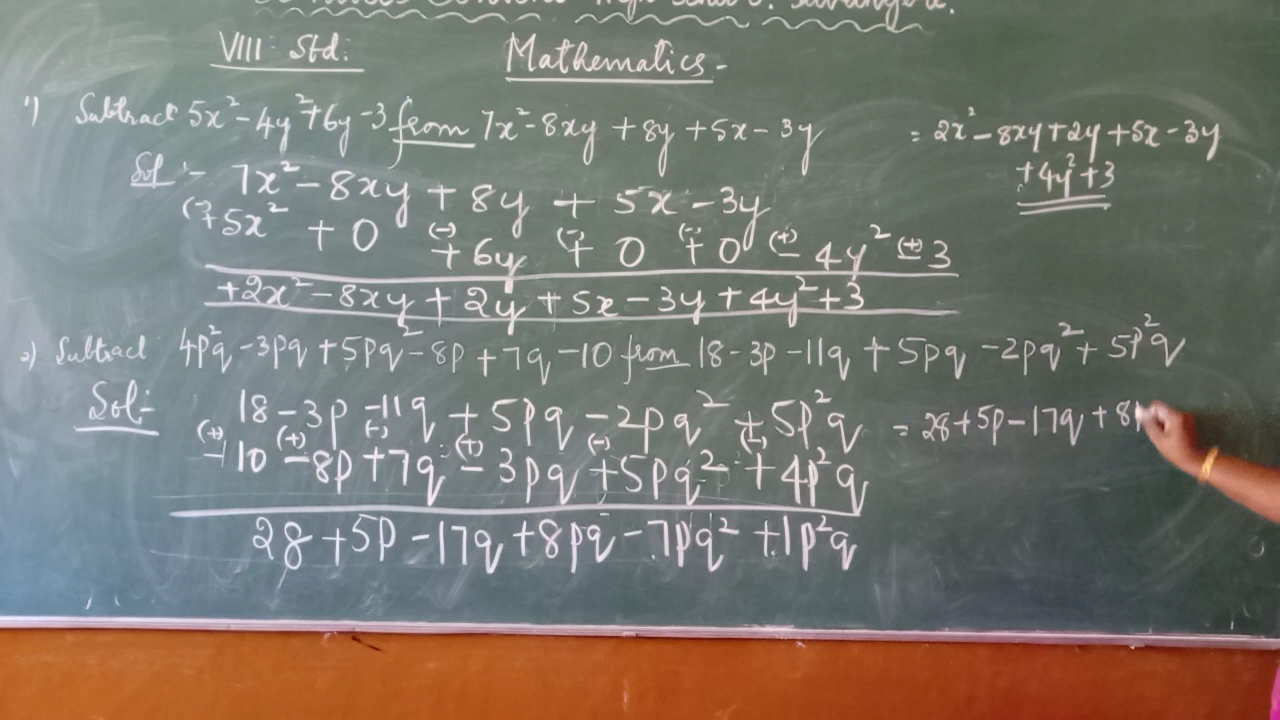 High School.
VIII Std:
Mathematics-
1) Subtract 5x²-4y²+6y-3 from 7x²-8xy+8y+5x-3y
Sol:- 7x²-8xy+8y+5x-3y
(-)+5x² +0 (-)+6y (-)+0 (-)+0 (+)-4y² (+)-3
+2x²-8xy+2y+5x-3y+4y²+3
= 2x²-8xy+2y+5x-3y
+4y²+3
2) Subtract 4p²q-3pq+5pq²-8p+7q-10 from 18-3p-11q+5pq-2pq²+5p²q
Sol:- 18-3p-11q+5pq-2pq²+5p²q
(+)-10 (+)-8p (-)+7q (+)-3pq (-)+5pq² (-)+4p²q
28+5p-17q+8pq-7pq²+1p²q
= 28+5p-17q+8p